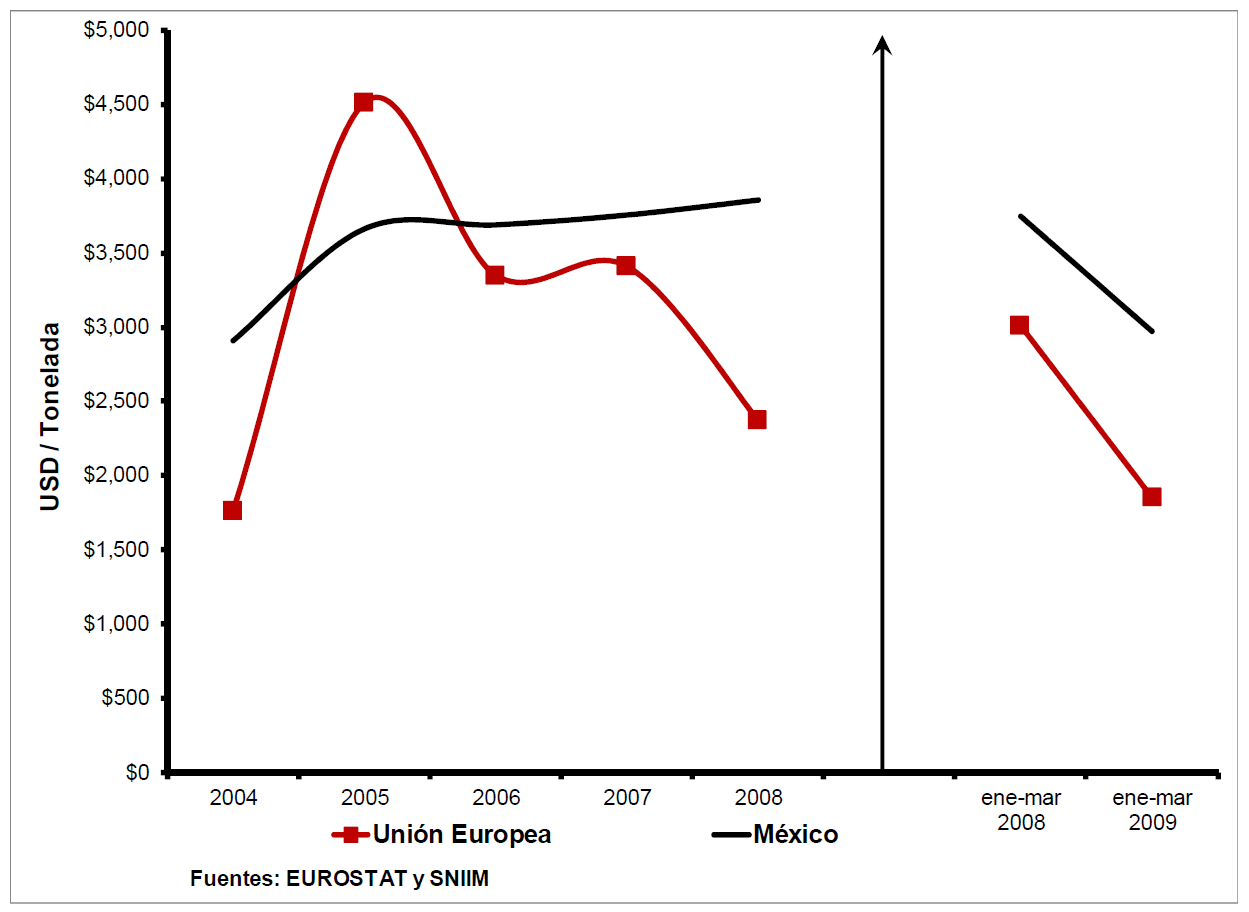 $5,000
$4,500
$4,000
$3,500
$3,000
$2,500
$2,000
$1,500
$1,000
$500
$0
USD / Tonelada
2004 2005 2006 2007 2008 ene-mar 2008 ene-mar 2009
Unión Europea México
Fuentes: EUROSTAT y SNIIM